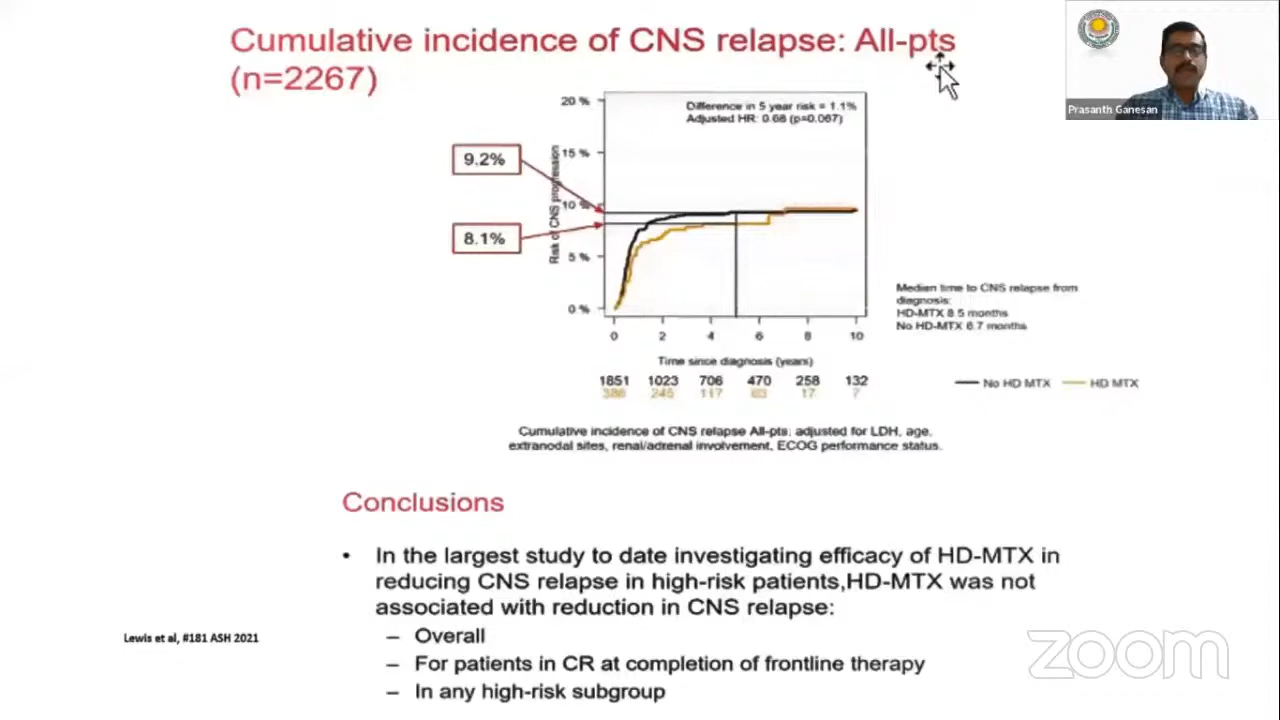 Cumulative incidence of CNS relapse: All-pts
(n=2267)
Prasanth Ganesan
20 %
15 %
10 %
5 %
0 %
Risk of CNS progression
Difference in 5 year risk = 1.1%
Adjusted HR: 0.68 (p=0.067)
9.2%
8.1%
0 2 4 6 8 10
Time since diagnosis (years)
1851 1023 706 470 258 132
386 245 117 63 17 7
Median time to CNS relapse from
diagnosis:
HD-MTX 8.5 months
No HD-MTX 6.7 months
No HD MTX
HD MTX
Cumulative incidence of CNS relapse All-pts: adjusted for LDH, age,
extranodal sites, renal/adrenal involvement, ECOG performance status.
Conclusions
• In the largest study to date investigating efficacy of HD-MTX in
reducing CNS relapse in high-risk patients,HD-MTX was not
associated with reduction in CNS relapse:
– Overall
– For patients in CR at completion of frontline therapy
– In any high-risk subgroup
Lewis et al, #181 ASH 2021
zoom